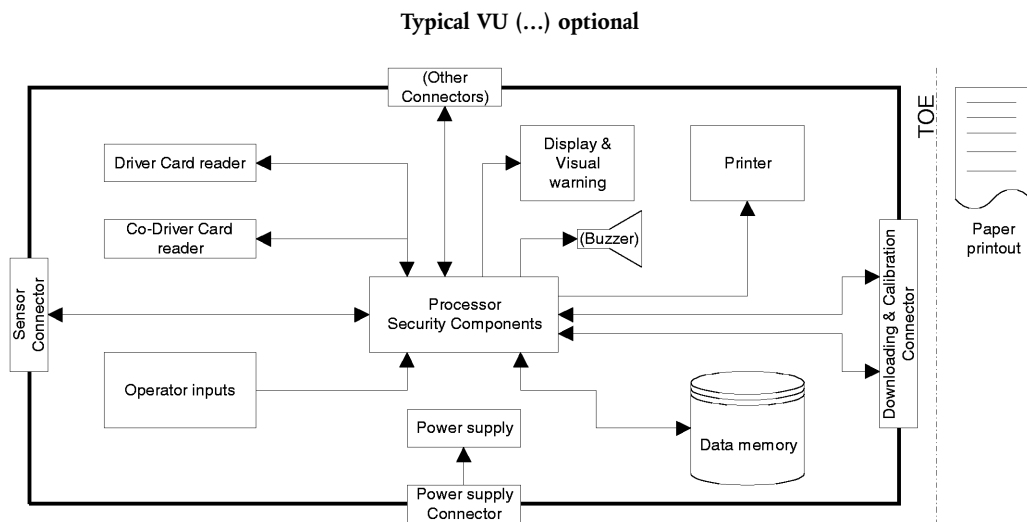 Typical VU (…) optional
(Other
Connectors)
TOE
Driver Card reader
Display &
Visual
warning
Printer
Co-Driver Card
reader
(Buzzer)
Paper
printout
Sensor
Connector
Processor
Security Components
Downloading & Calibration
Connector
Operator inputs
Power supply
Data memory
Power supply
Connector